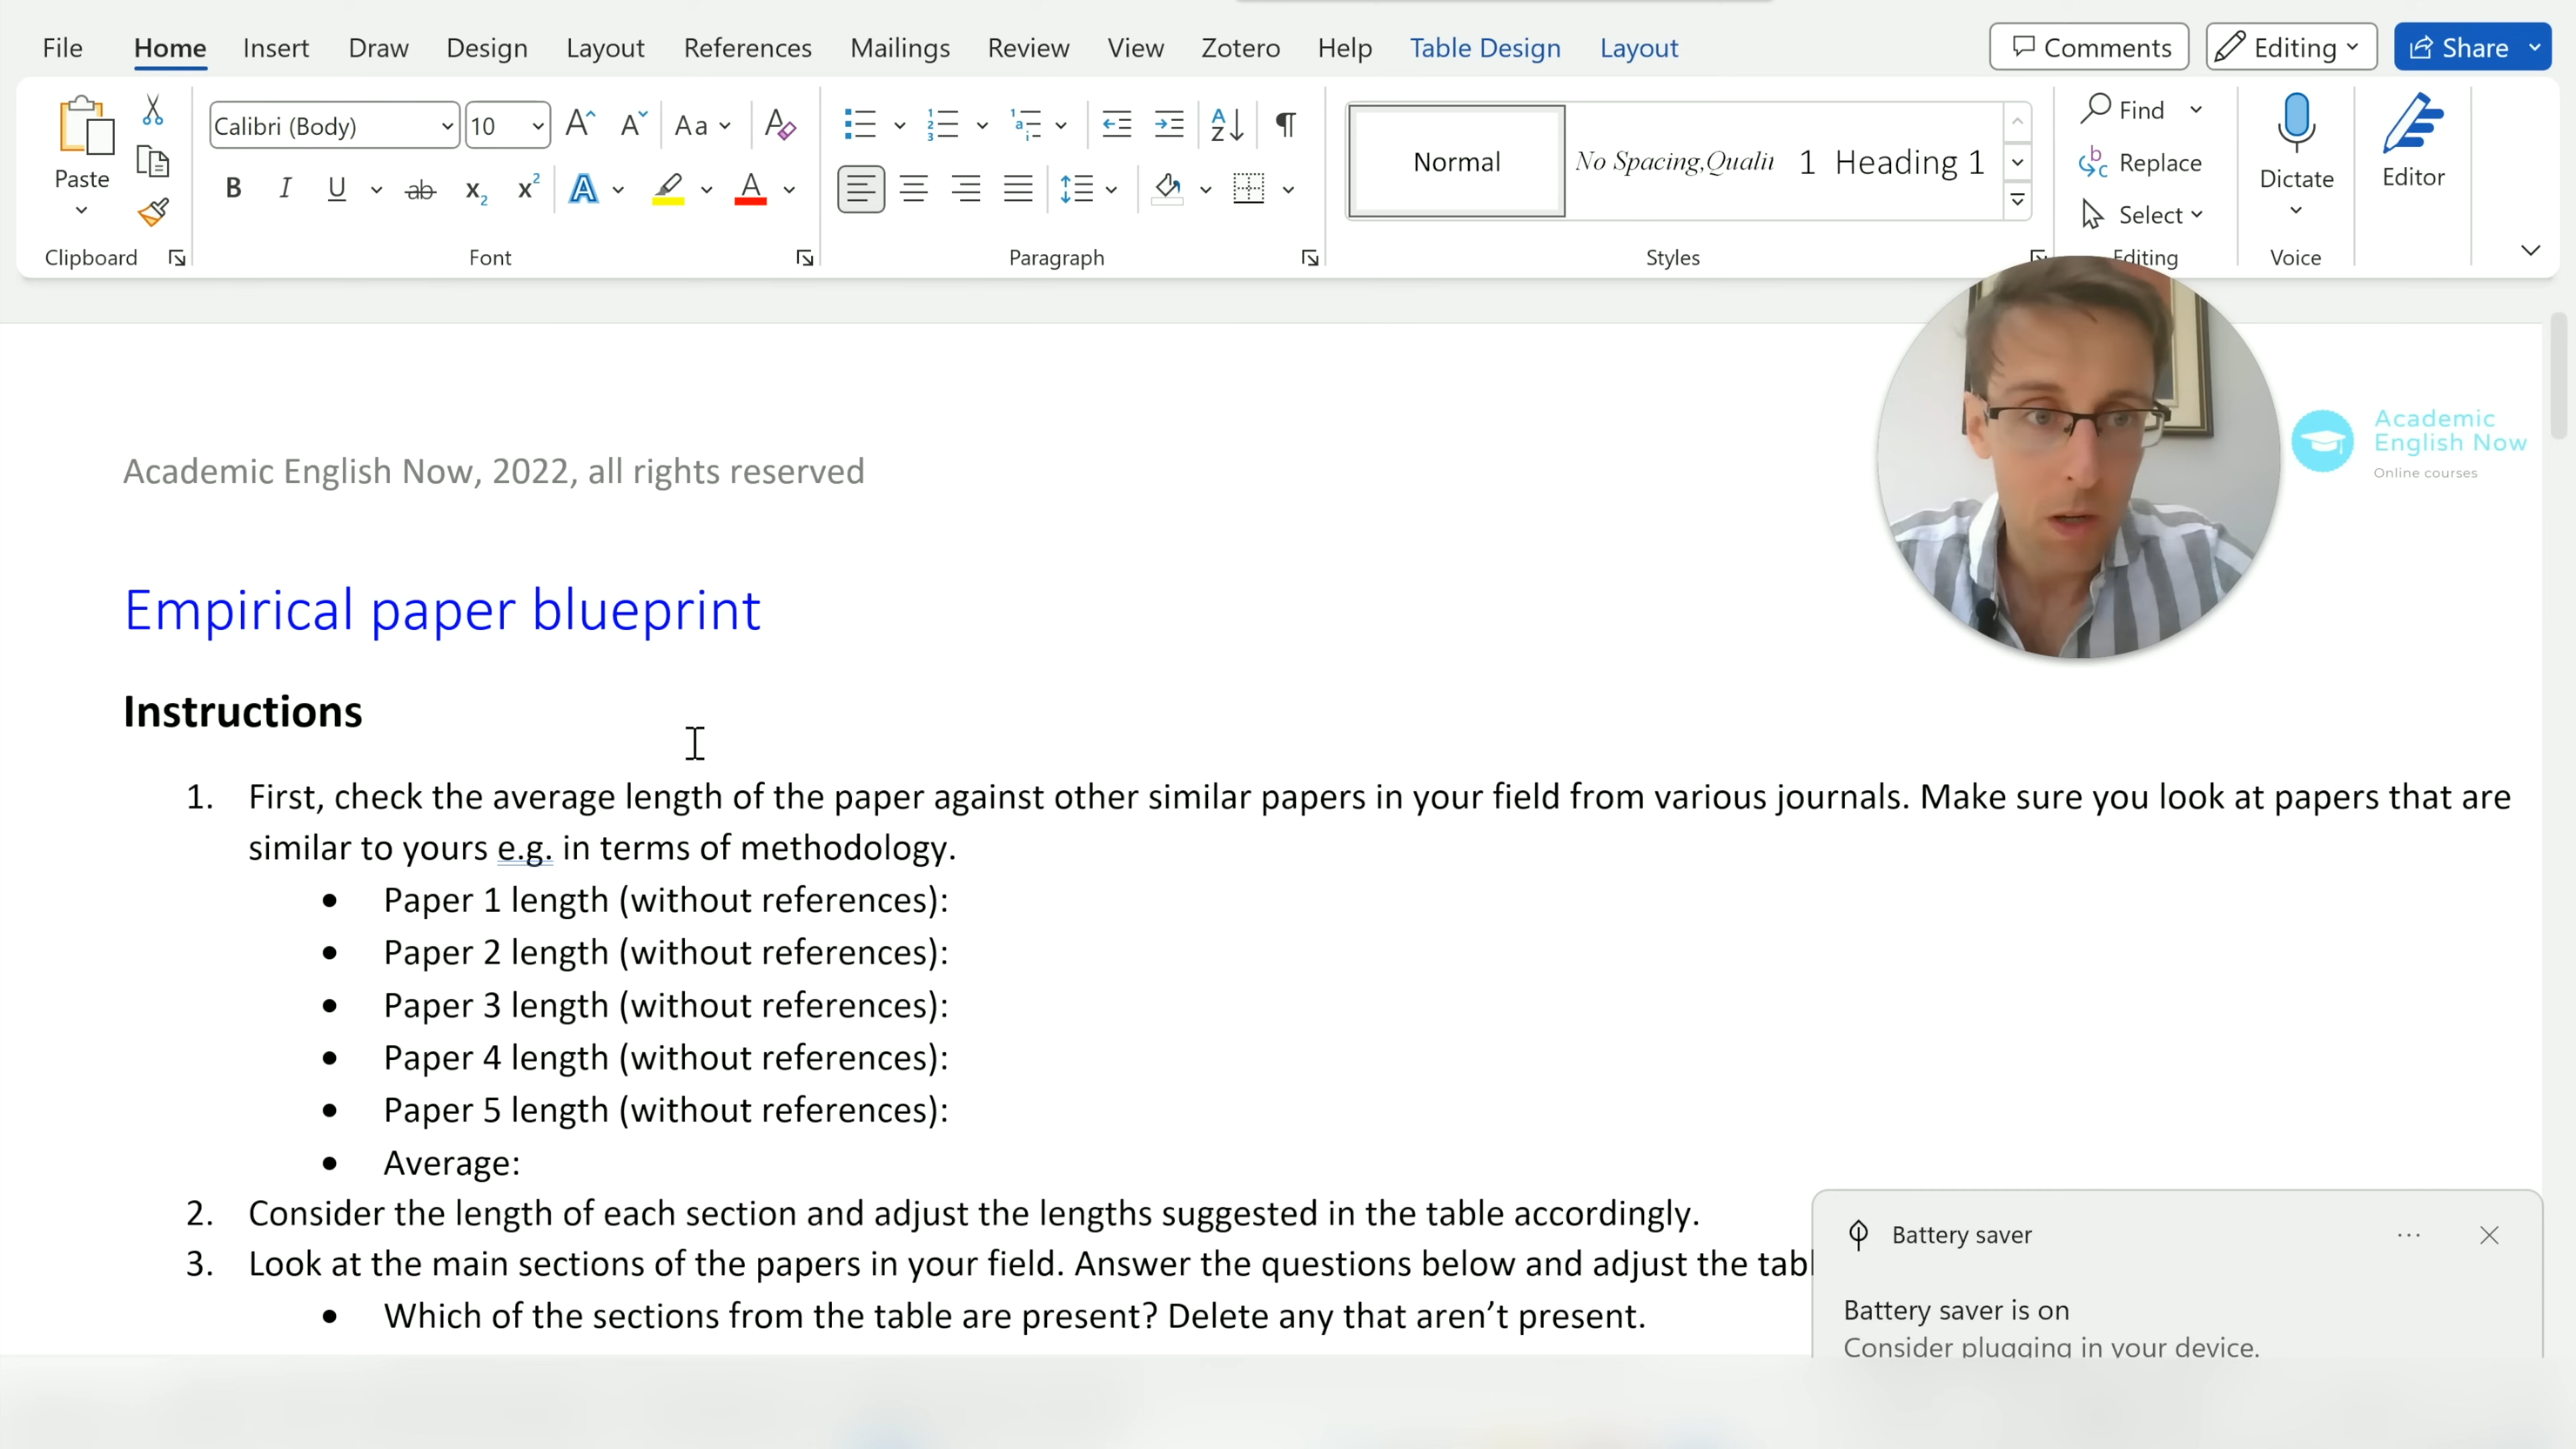 File Home Insert Draw Design Layout References Mailings Review View Zotero Help Table Design Layout Comments Editing Share
Paste
Clipboard
Calibri (Body) 10
Aa
B I U ab x2 x2 A A
Font
A Z
Paragraph
Normal No Spacing,Qualit 1 Heading 1
Styles
Find
Replace
Select
Editing
Dictate
Voice
Editor
Academic
English Now
Online courses
Academic English Now, 2022, all rights reserved
Empirical paper blueprint
Instructions
1. First, check the average length of the paper against other similar papers in your field from various journals. Make sure you look at papers that are
similar to yours e.g. in terms of methodology.
• Paper 1 length (without references):
• Paper 2 length (without references):
• Paper 3 length (without references):
• Paper 4 length (without references):
• Paper 5 length (without references):
• Average:
2. Consider the length of each section and adjust the lengths suggested in the table accordingly.
3. Look at the main sections of the papers in your field. Answer the questions below and adjust the tabl
• Which of the sections from the table are present? Delete any that aren’t present.
Battery saver
Battery saver is on
Consider plugging in your device.